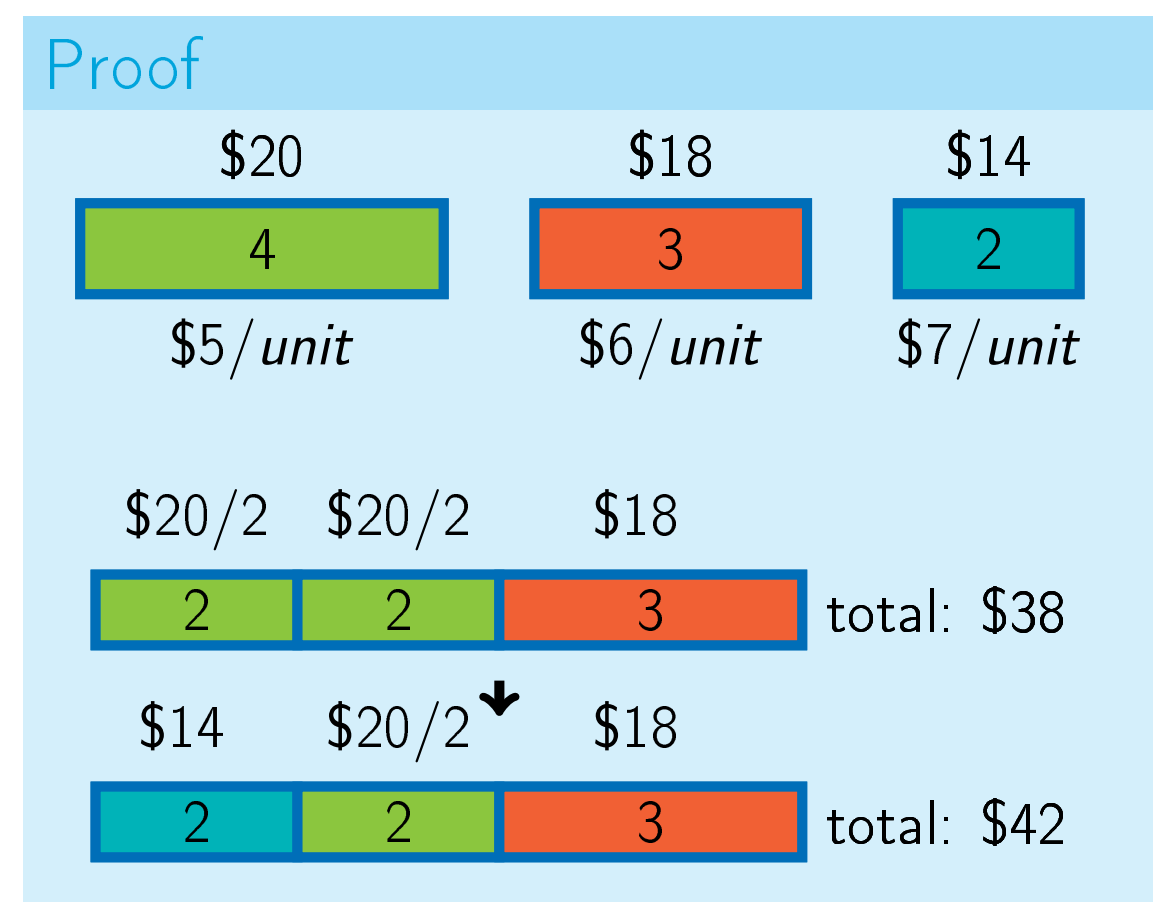 Proof
$20 $18 $14
4 3 2
$5/unit $6/unit $7/unit
$20/2 $20/2 $18
2 2 3 total: $38
$14 $20/2 $18
2 2 3 total: $42